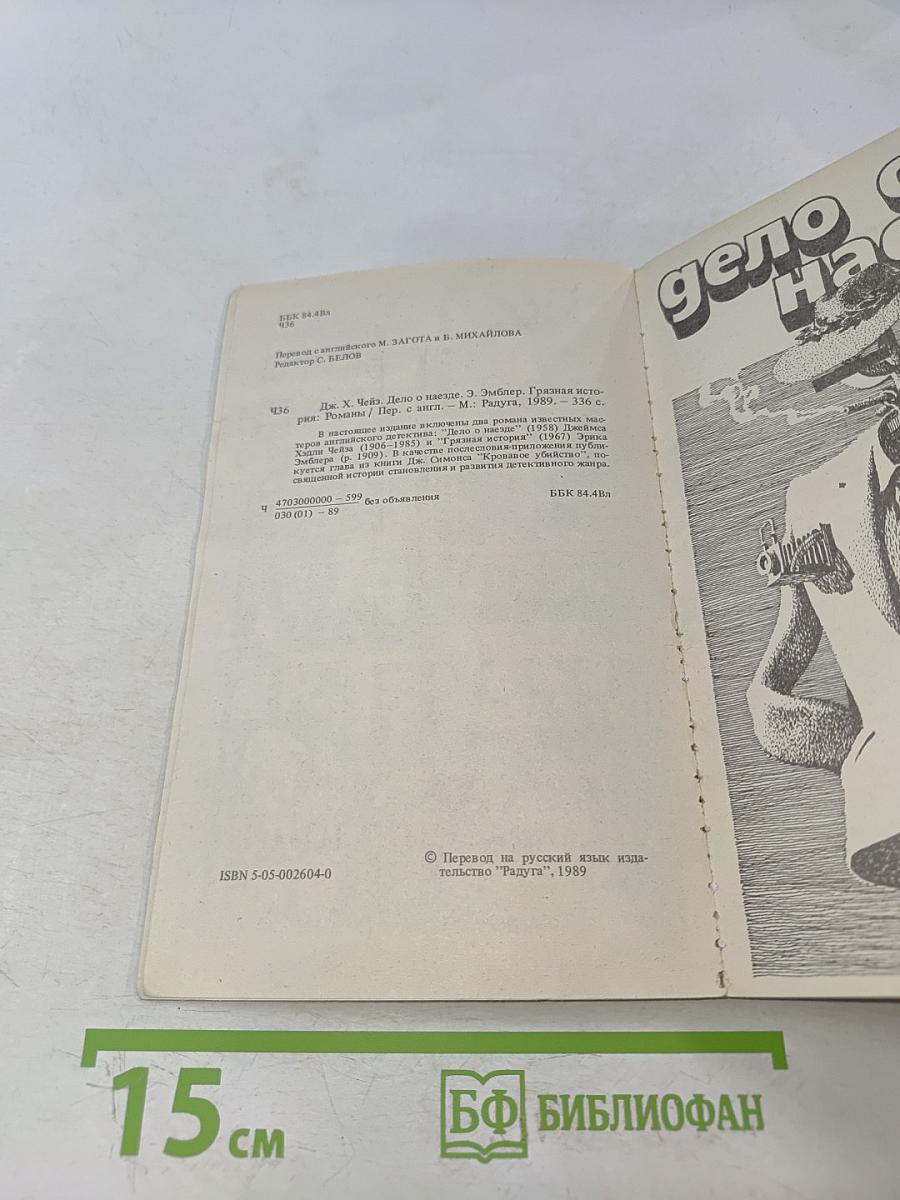 ББК 84.4Вл
Ч36
Перевод с английского М. ЗАГОТА и Б. МИХАЙЛОВА
Редактор С. БЕЛОВ
Ч36 Дж. Х. Чейз. Дело о наезде. Э. Эмблер. Грязная исто-
рия: Романы / Пер. с англ. – М.: Радуга, 1989. – 336 с.
В настоящее издание включены два романа известных мас-
теров английского детектива: "Дело о наезде" (1958) Джеймса
Хэдли Чейза (1906–1985) и "Грязная история" (1967) Эрика
Эмблера (р. 1909). В качестве послесловия-приложения публи-
куется глава из книги Дж. Симонса "Кровавое убийство", по-
священной истории становления и развития детективного жанра.
Ч 4703000000 – 599 без объявления ББК 84.4Вл
030 (01) – 89
ISBN 5-05-002604-0
© Перевод на русский язык изда-
тельство "Радуга", 1989
дело о
нае
15 см
БФ БИБЛИОФАН